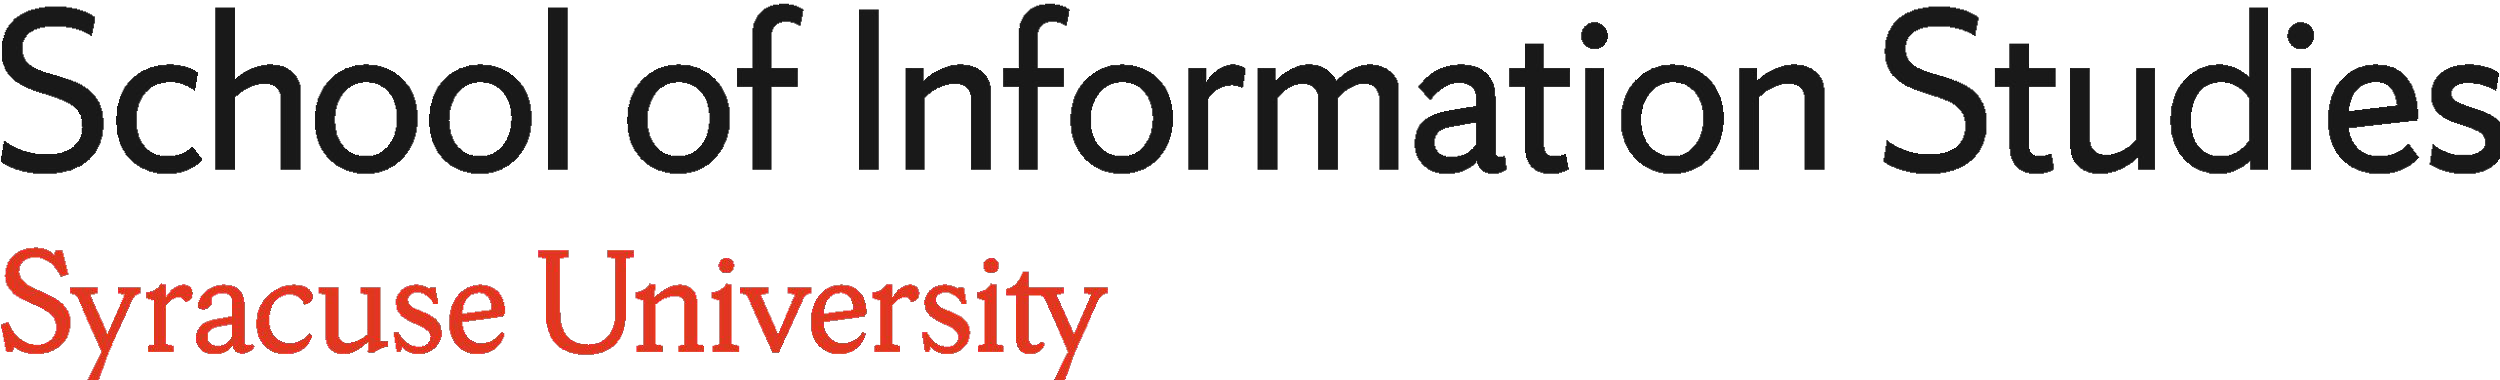 School of Information Studies
Syracuse University